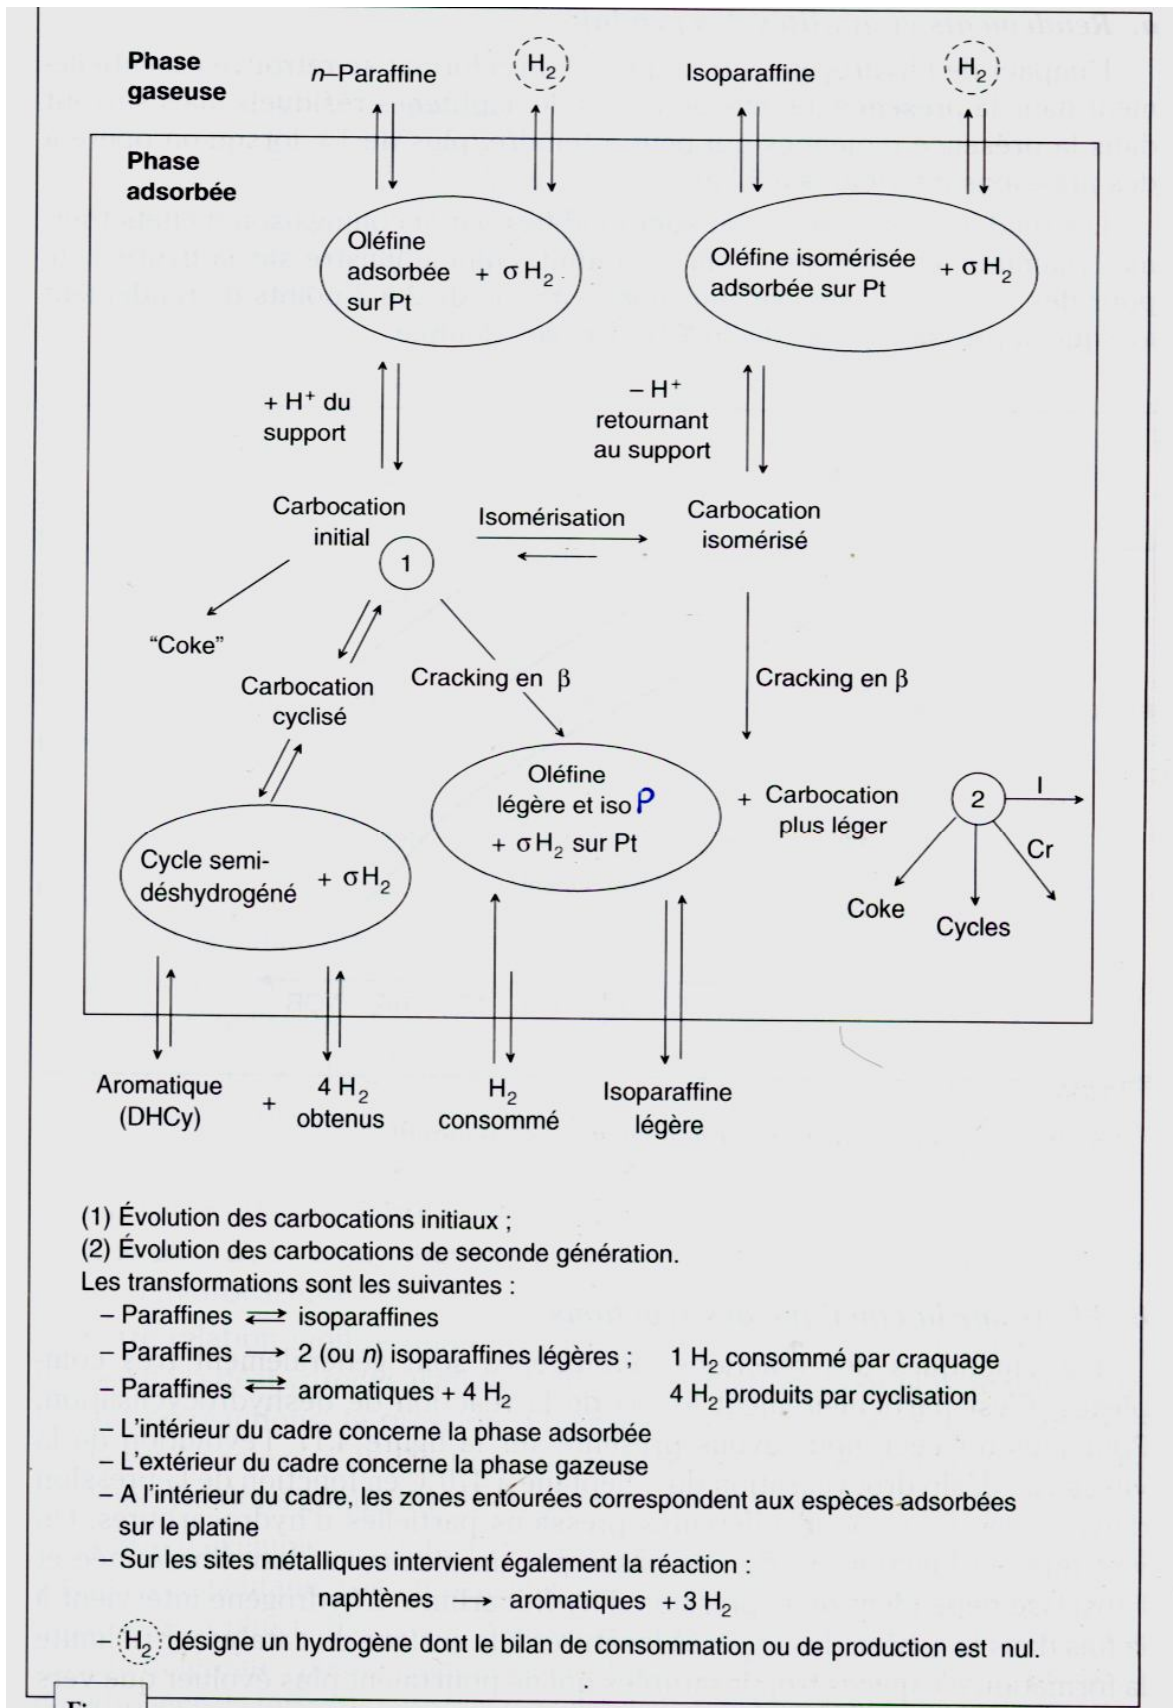 Phase
gaseuse
n–Paraffine
H2
Isoparaffine
H2
Phase
adsorbée
Oléfine
adsorbée
sur Pt
+ σH2
Oléfine isomérisée
adsorbée sur Pt
+ σH2
+ H+ du
support
– H+
retournant
au support
Carbocation
initial
1
Isomérisation
Carbocation
isomérisé
“Coke”
Carbocation
cyclisé
Cracking en β
Cracking en β
Oléfine
légère et iso ρ
+ σH2 sur Pt
+ Carbocation
plus léger
2
I
Cr
Coke
Cycles
Cycle semi-
déshydrogéné
+ σH2
Aromatique
(DHCy)
+
4 H2
obtenus
H2
consommé
Isoparaffine
légère
(1) Évolution des carbocations initiaux ;
(2) Évolution des carbocations de seconde génération.
Les transformations sont les suivantes :
– Paraffines ⇄ isoparaffines
– Paraffines → 2 (ou n) isoparaffines légères ; 1 H2 consommé par craquage
– Paraffines ⇄ aromatiques + 4 H2 4 H2 produits par cyclisation
– L'intérieur du cadre concerne la phase adsorbée
– L'extérieur du cadre concerne la phase gazeuse
– A l'intérieur du cadre, les zones entourées correspondent aux espèces adsorbées
sur le platine
– Sur les sites métalliques intervient également la réaction :
naphtènes → aromatiques + 3 H2
– H2 : désigne un hydrogène dont le bilan de consommation ou de production est nul.